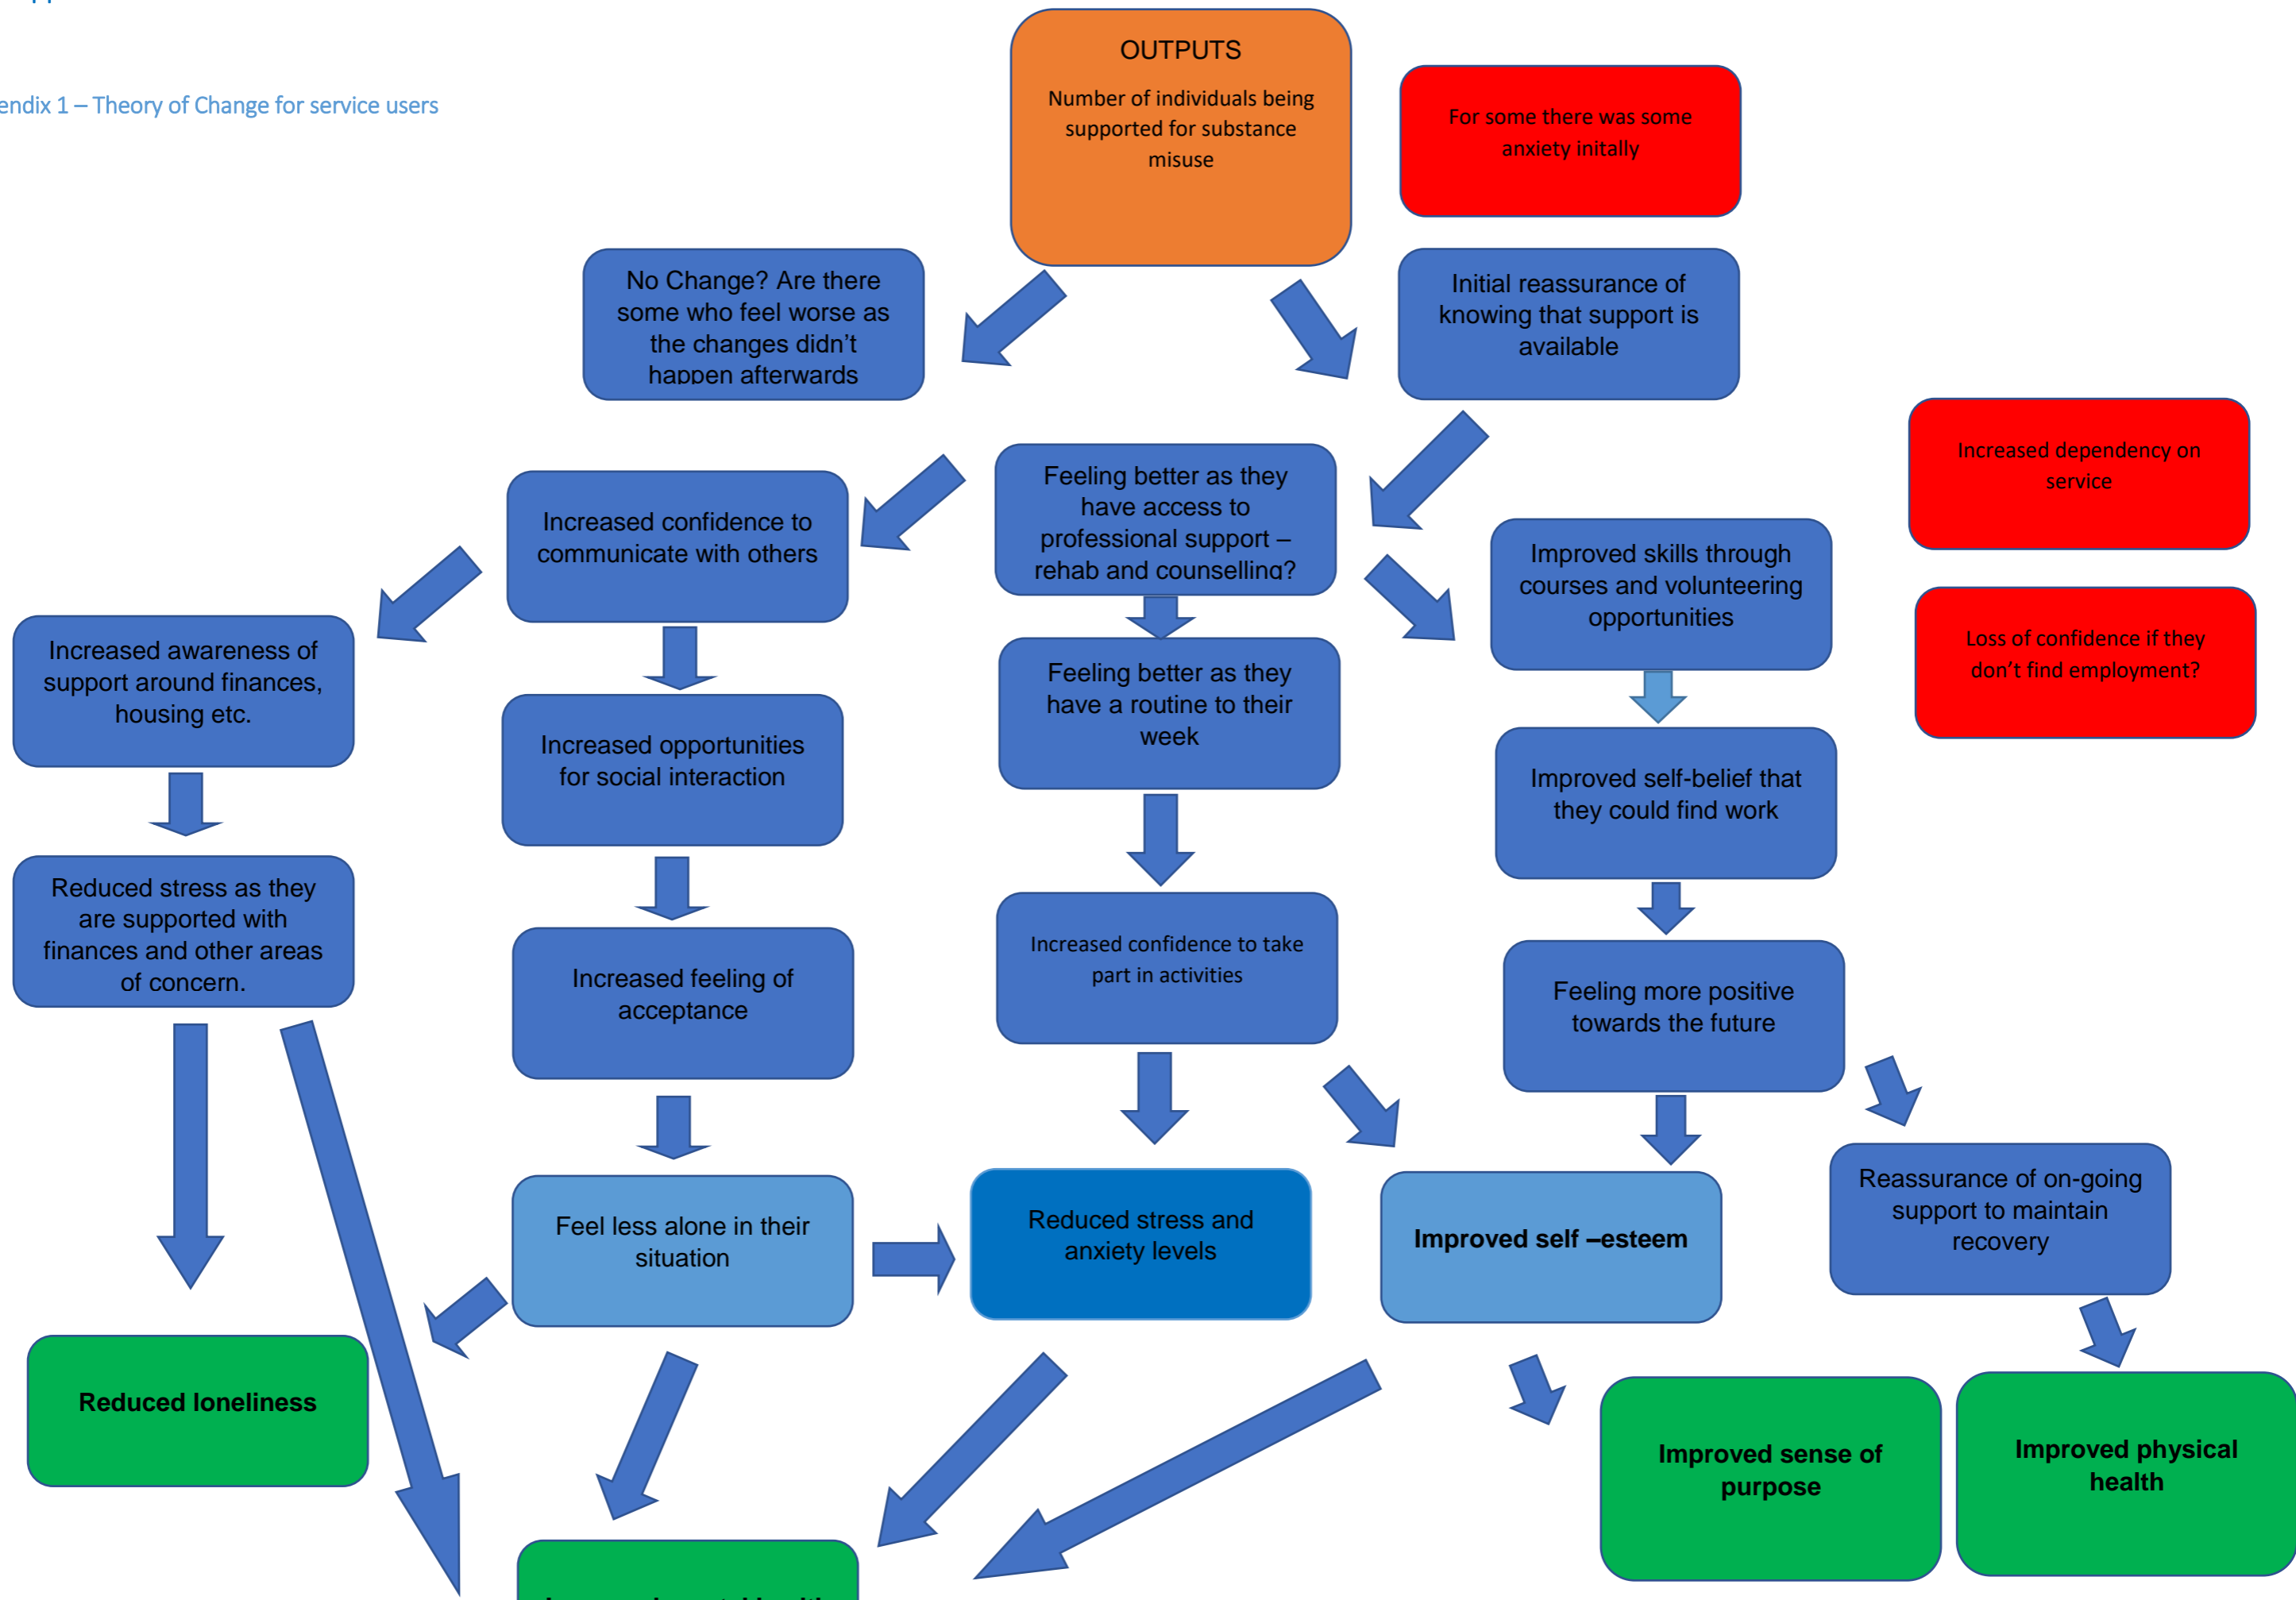 endix 1 – Theory of Change for service users
OUTPUTS
Number of individuals being
supported for substance
misuse
For some there was some
anxiety initally
No Change? Are there
some who feel worse as
the changes didn't
happen afterwards
Initial reassurance of
knowing that support is
available
Increased dependency on
service
Feeling better as they
have access to
professional support –
rehab and counselling?
Increased confidence to
communicate with others
Improved skills through
courses and volunteering
opportunities
Loss of confidence if they
don't find employment?
Increased awareness of
support around finances,
housing etc.
Feeling better as they
have a routine to their
week
Increased opportunities
for social interaction
Improved self-belief that
they could find work
Reduced stress as they
are supported with
finances and other areas
of concern.
Increased confidence to take
part in activities
Increased feeling of
acceptance
Feeling more positive
towards the future
Feel less alone in their
situation
Reduced stress and
anxiety levels
Improved self –esteem
Reassurance of on-going
support to maintain
recovery
Reduced loneliness
Improved sense of
purpose
Improved physical
health